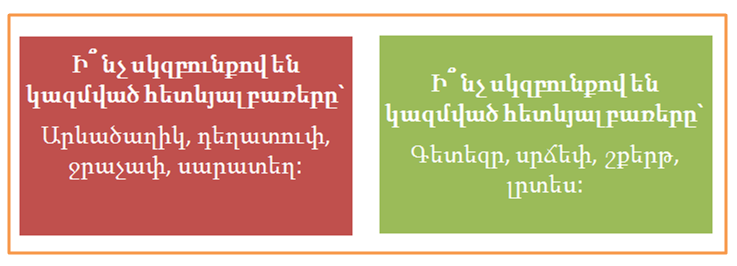 Ի՞նչ սկզբունքով են
կազմված հետևյալ բառերը՝
Արևածաղիկ, դեղատուփ,
ջրաչափ, սարատեղ:
Ի՞նչ սկզբունքով են
կազմված հետևյալ բառերը՝
Գետեզր, սրճեփ, շքերթ,
լրտես: